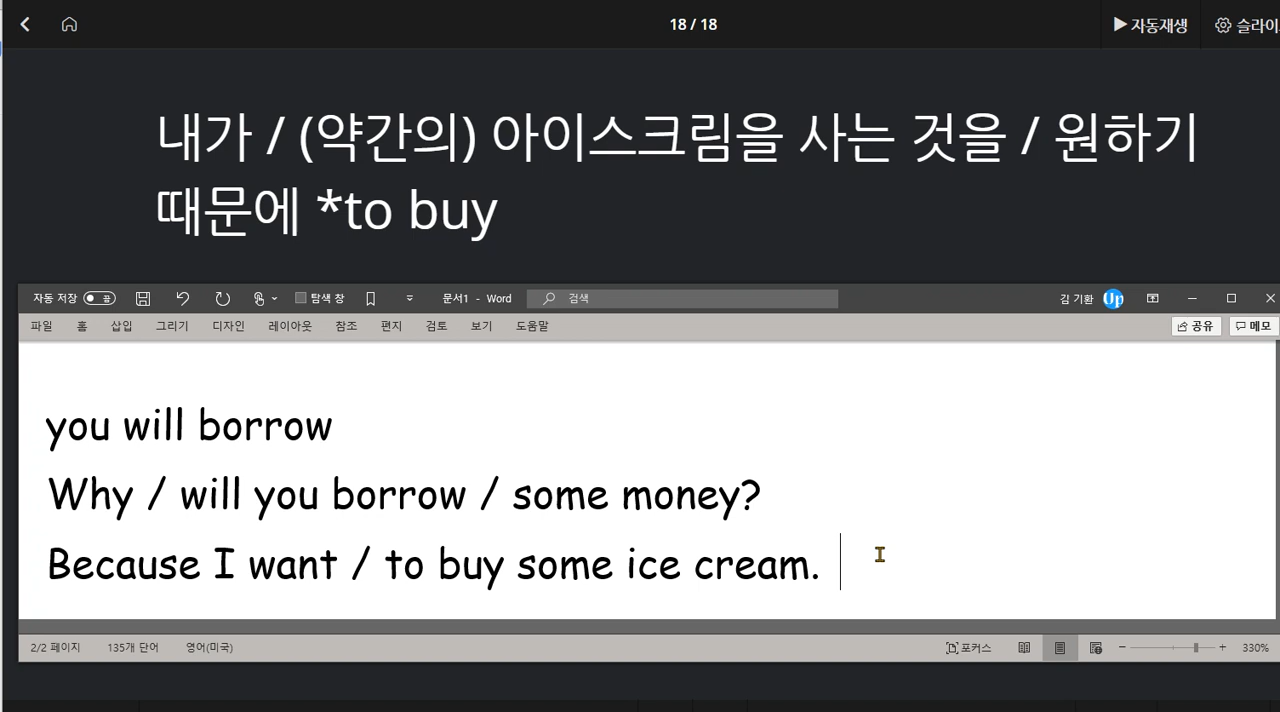 18 / 18
▶ 자동재생
슬라이
내가 / (약간의) 아이스크림을 사는 것을 / 원하기
때문에 *to buy
자동 저장 끔 탐색 창 문서1 - Word 검색 김 기환 Up
파일 홈 삽입 그리기 디자인 레이아웃 참조 편지 검토 보기 도움말 공유 메모
you will borrow
Why / will you borrow / some money?
Because I want / to buy some ice cream.
2/2 페이지 135개 단어 영어(미국) 포커스 - + 330%